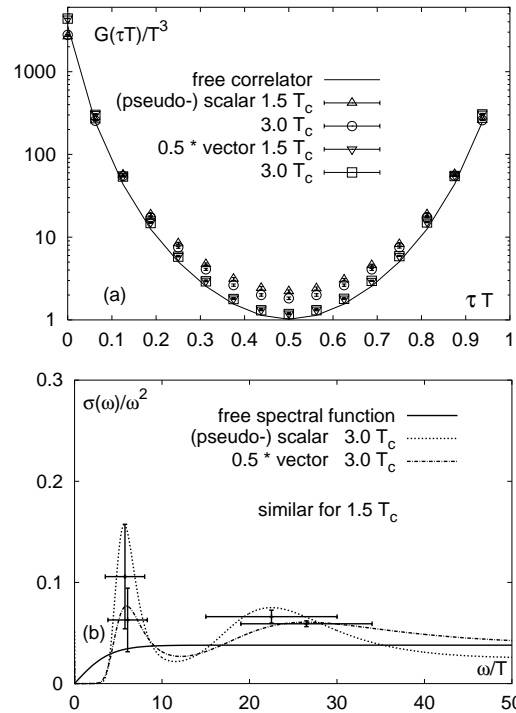 G(τT)/T³
1000
100
10
1
free correlator
(pseudo-) scalar 1.5 T_c
3.0 T_c
0.5 * vector 1.5 T_c
3.0 T_c
(a)
τ T
0 0.1 0.2 0.3 0.4 0.5 0.6 0.7 0.8 0.9 1
0.3
0.2
0.1
0
σ(ω)/ω²
free spectral function
(pseudo-) scalar 3.0 T_c
0.5 * vector 3.0 T_c
similar for 1.5 T_c
(b)
ω/T
0 10 20 30 40 50